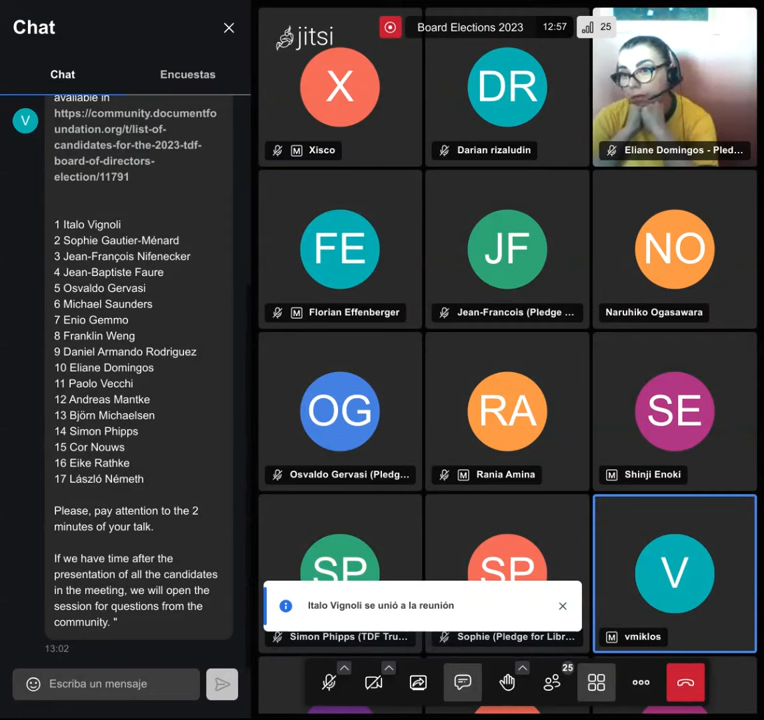 Chat
Chat
Encuestas
available in
https://community.documentfo
undation.org/t/list-of-
candidates-for-the-2023-tdf-
board-of-directors-
election/11791
V
1 Italo Vignoli
2 Sophie Gautier-Ménard
3 Jean-François Nifenecker
4 Jean-Baptiste Faure
5 Osvaldo Gervasi
6 Michael Saunders
7 Enio Gemmo
8 Franklin Weng
9 Daniel Armando Rodriguez
10 Eliane Domingos
11 Paolo Vecchi
12 Andreas Mantke
13 Björn Michaelsen
14 Simon Phipps
15 Cor Nouws
16 Eike Rathke
17 László Németh
Please, pay attention to the 2
minutes of your talk.
If we have time after the
presentation of all the candidates
in the meeting, we will open the
session for questions from the
community. "
13:02
Escriba un mensaje
jitsi
Board Elections 2023
12:57
25
X
M Xisco
DR
Darian rizaludin
Eliane Domingos - Pled...
FE
M Florian Effenberger
JF
Jean-Francois (Pledge ...
NO
Naruhiko Ogasawara
OG
Osvaldo Gervasi (Pledg...
RA
M Rania Amina
SE
M Shinji Enoki
SP
Simon Phipps (TDF Tru...
SP
Sophie (Pledge for Libr...
V
M vmiklos
Italo Vignoli se unió a la reunión
25